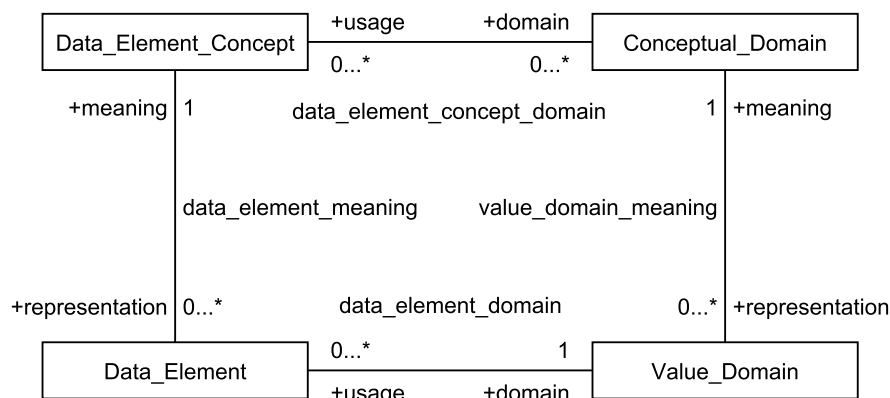 +usage +domain
Data_Element_Concept Conceptual_Domain
0...* 0...*
+meaning 1 data_element_concept_domain 1 +meaning
data_element_meaning value_domain_meaning
+representation 0...* data_element_domain 0...* +representation
0...* 1
Data_Element Value_Domain
+usage +domain